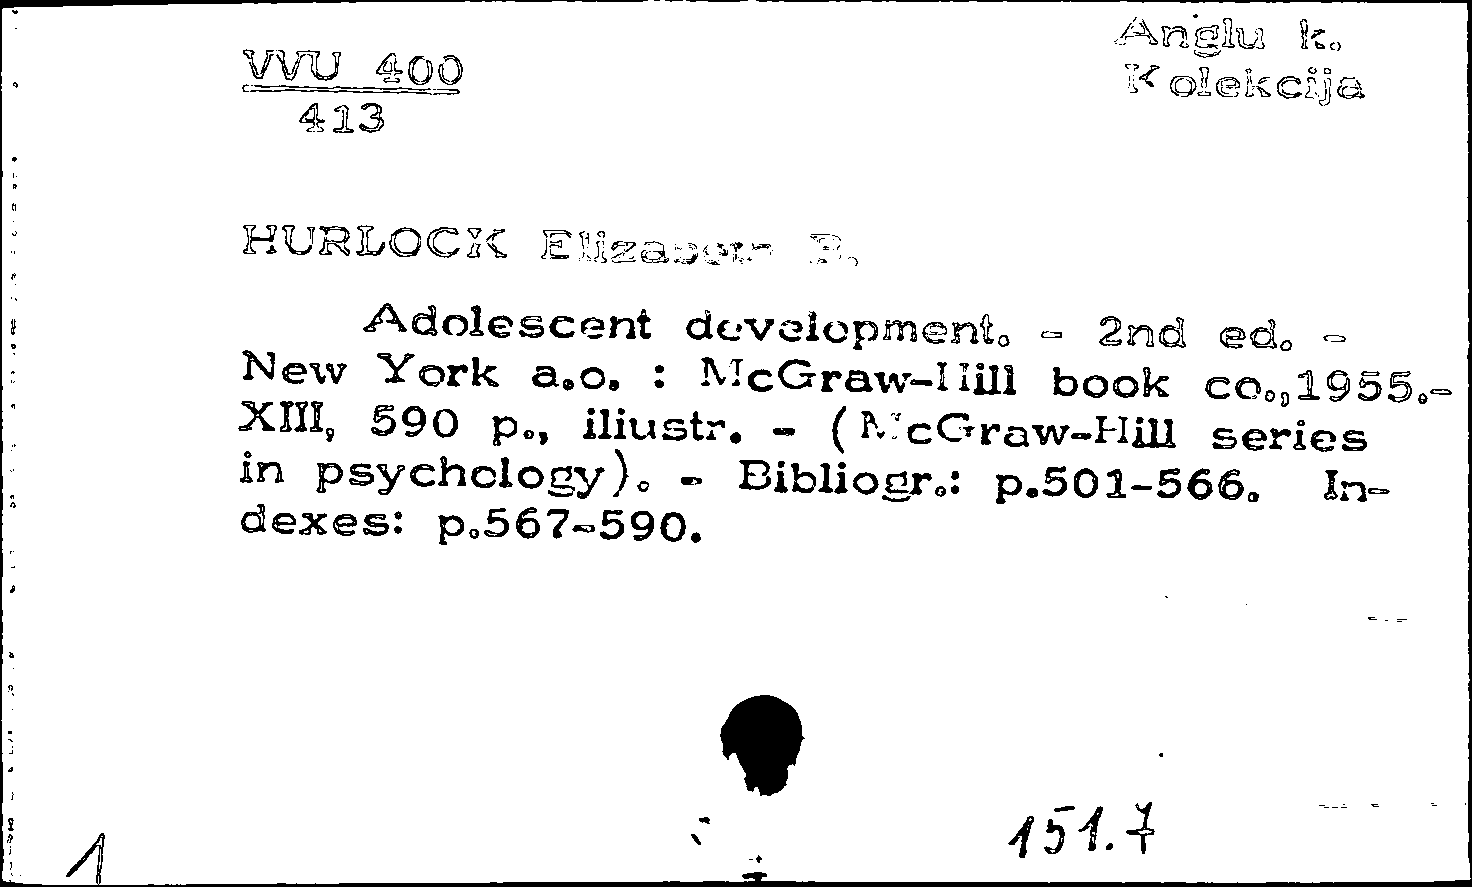 Anglu k.
Kolekcija
VVU 400
413
HURLOCK Elizabeth B.
Adolescent development. - 2nd ed. -
New York a.o. : McGraw-Hill book co.,1955.-
XIII, 590 p., iliustr. - (McGraw-Hill series
in psychology). - Bibliogr.: p.501-566. In-
dexes: p.567-590.
151.7
1